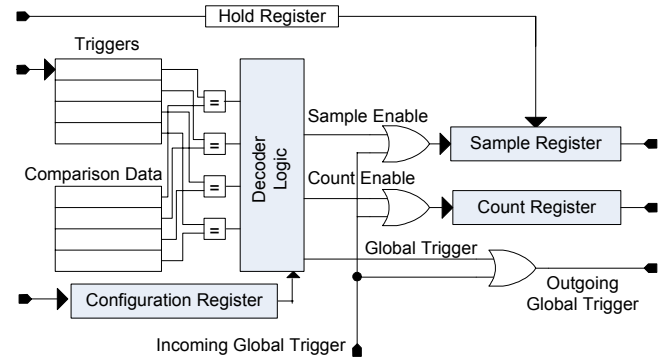 Hold Register
Triggers
=
=
=
=
Decoder
Logic
Sample Enable
Sample Register
Comparison Data
Count Enable
Count Register
Global Trigger
Configuration Register
Outgoing
Global Trigger
Incoming Global Trigger